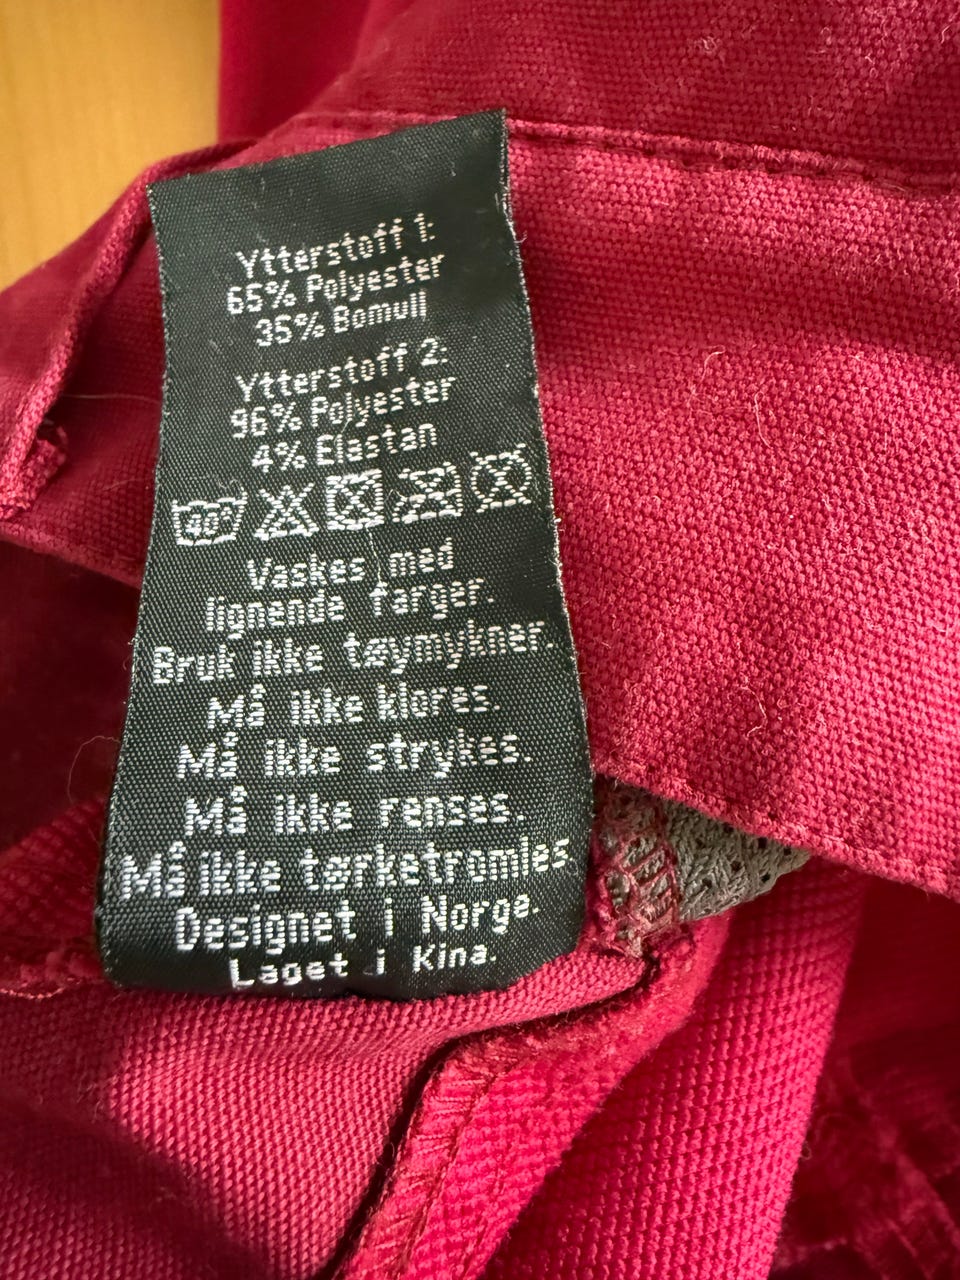 Ytterstoff 1:
65% Polyester
35% Bomull
Ytterstoff 2:
96% Polyester
4% Elastan
40°
Vaskes med
lignende farger.
Bruk ikke tøymykner.
Må ikke klores.
Må ikke strykes.
Må ikke renses.
Må ikke tørketromles.
Designet i Norge.
Laget i Kina.